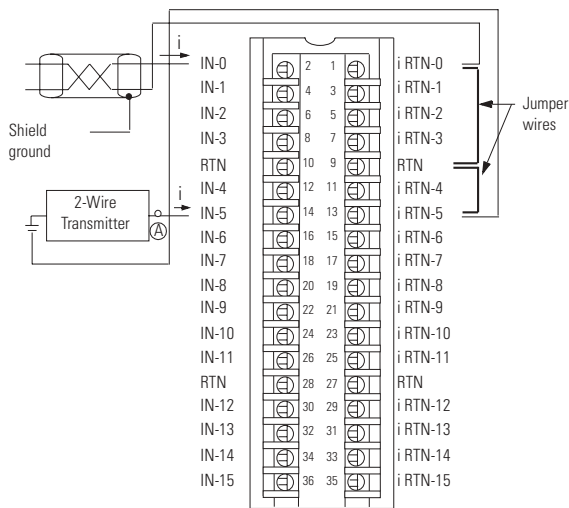 i
IN-0 2 1 i RTN-0
IN-1 4 3 i RTN-1
IN-2 6 5 i RTN-2
IN-3 8 7 i RTN-3
RTN 10 9 RTN
IN-4 12 11 i RTN-4
IN-5 14 13 i RTN-5
IN-6 16 15 i RTN-6
IN-7 18 17 i RTN-7
IN-8 20 19 i RTN-8
IN-9 22 21 i RTN-9
IN-10 24 23 i RTN-10
IN-11 26 25 i RTN-11
RTN 28 27 RTN
IN-12 30 29 i RTN-12
IN-13 32 31 i RTN-13
IN-14 34 33 i RTN-14
IN-15 36 35 i RTN-15
Shield
ground
2-Wire
Transmitter
i
A
Jumper
wires